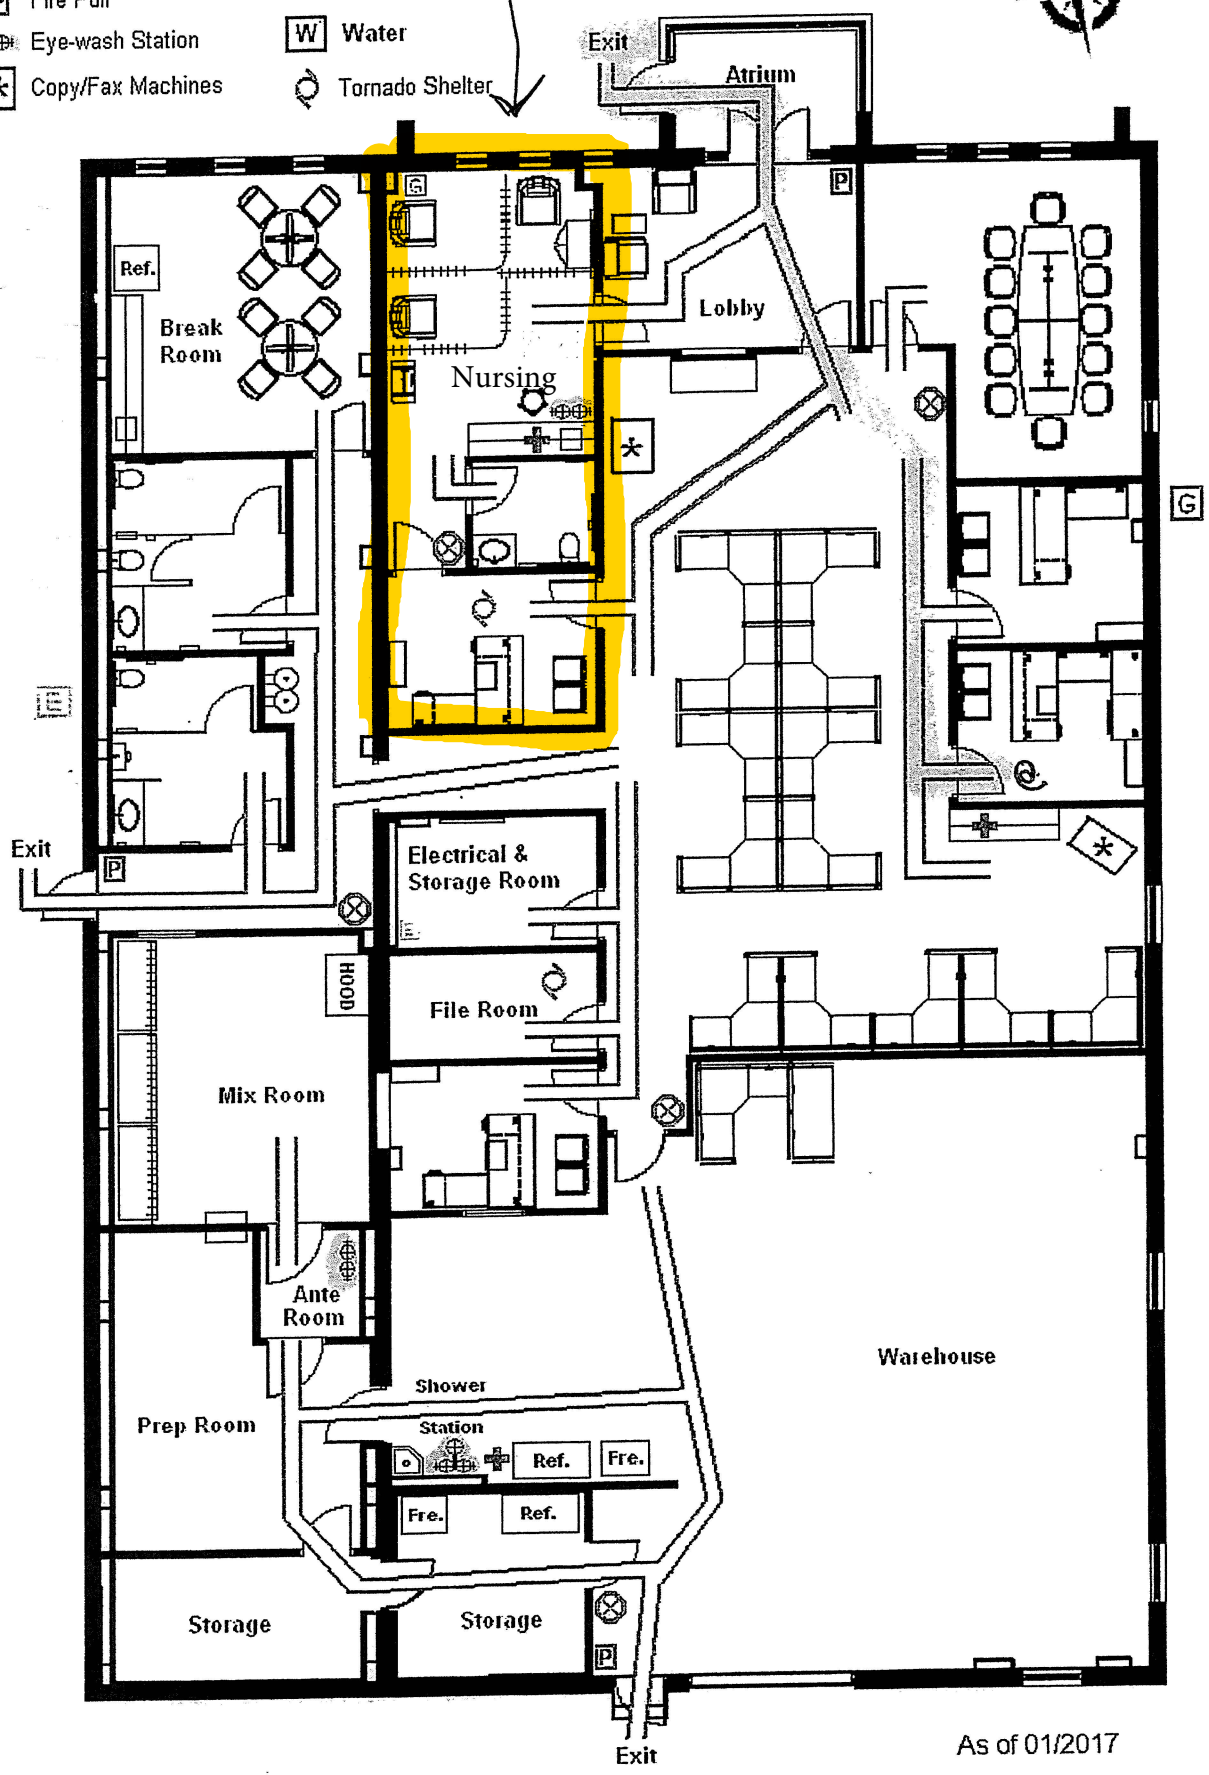 Fire Pull
Eye-wash Station
W Water
* Copy/Fax Machines
Tornado Shelter
Exit
Atrium
G
P
Ref.
Break
Room
Lobby
Nursing
*
G
E
Exit
P
Electrical &
Storage Room
E
*
HOOD
File Room
Mix Room
Ante
Room
Warehouse
Shower
Prep Room
Station
Ref.
Fre.
Fre.
Ref.
Storage
Storage
P
As of 01/2017
Exit